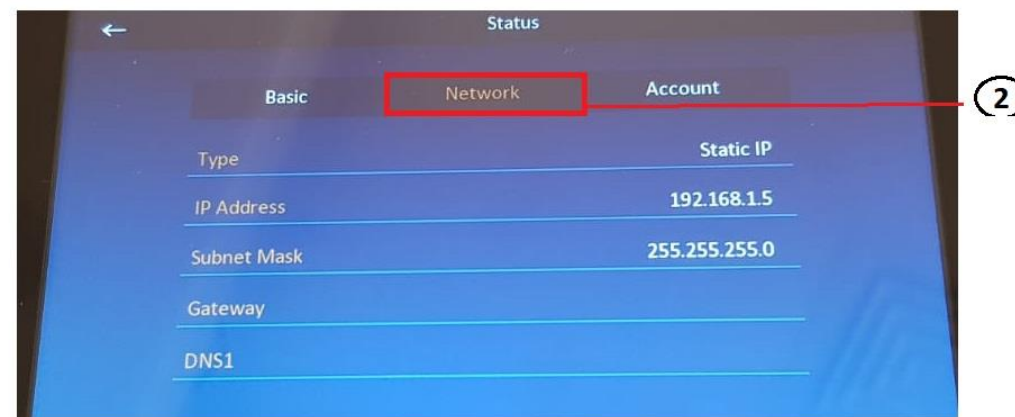 Status
Basic Network Account
2
Type Static IP
IP Address 192.168.1.5
Subnet Mask 255.255.255.0
Gateway
DNS1